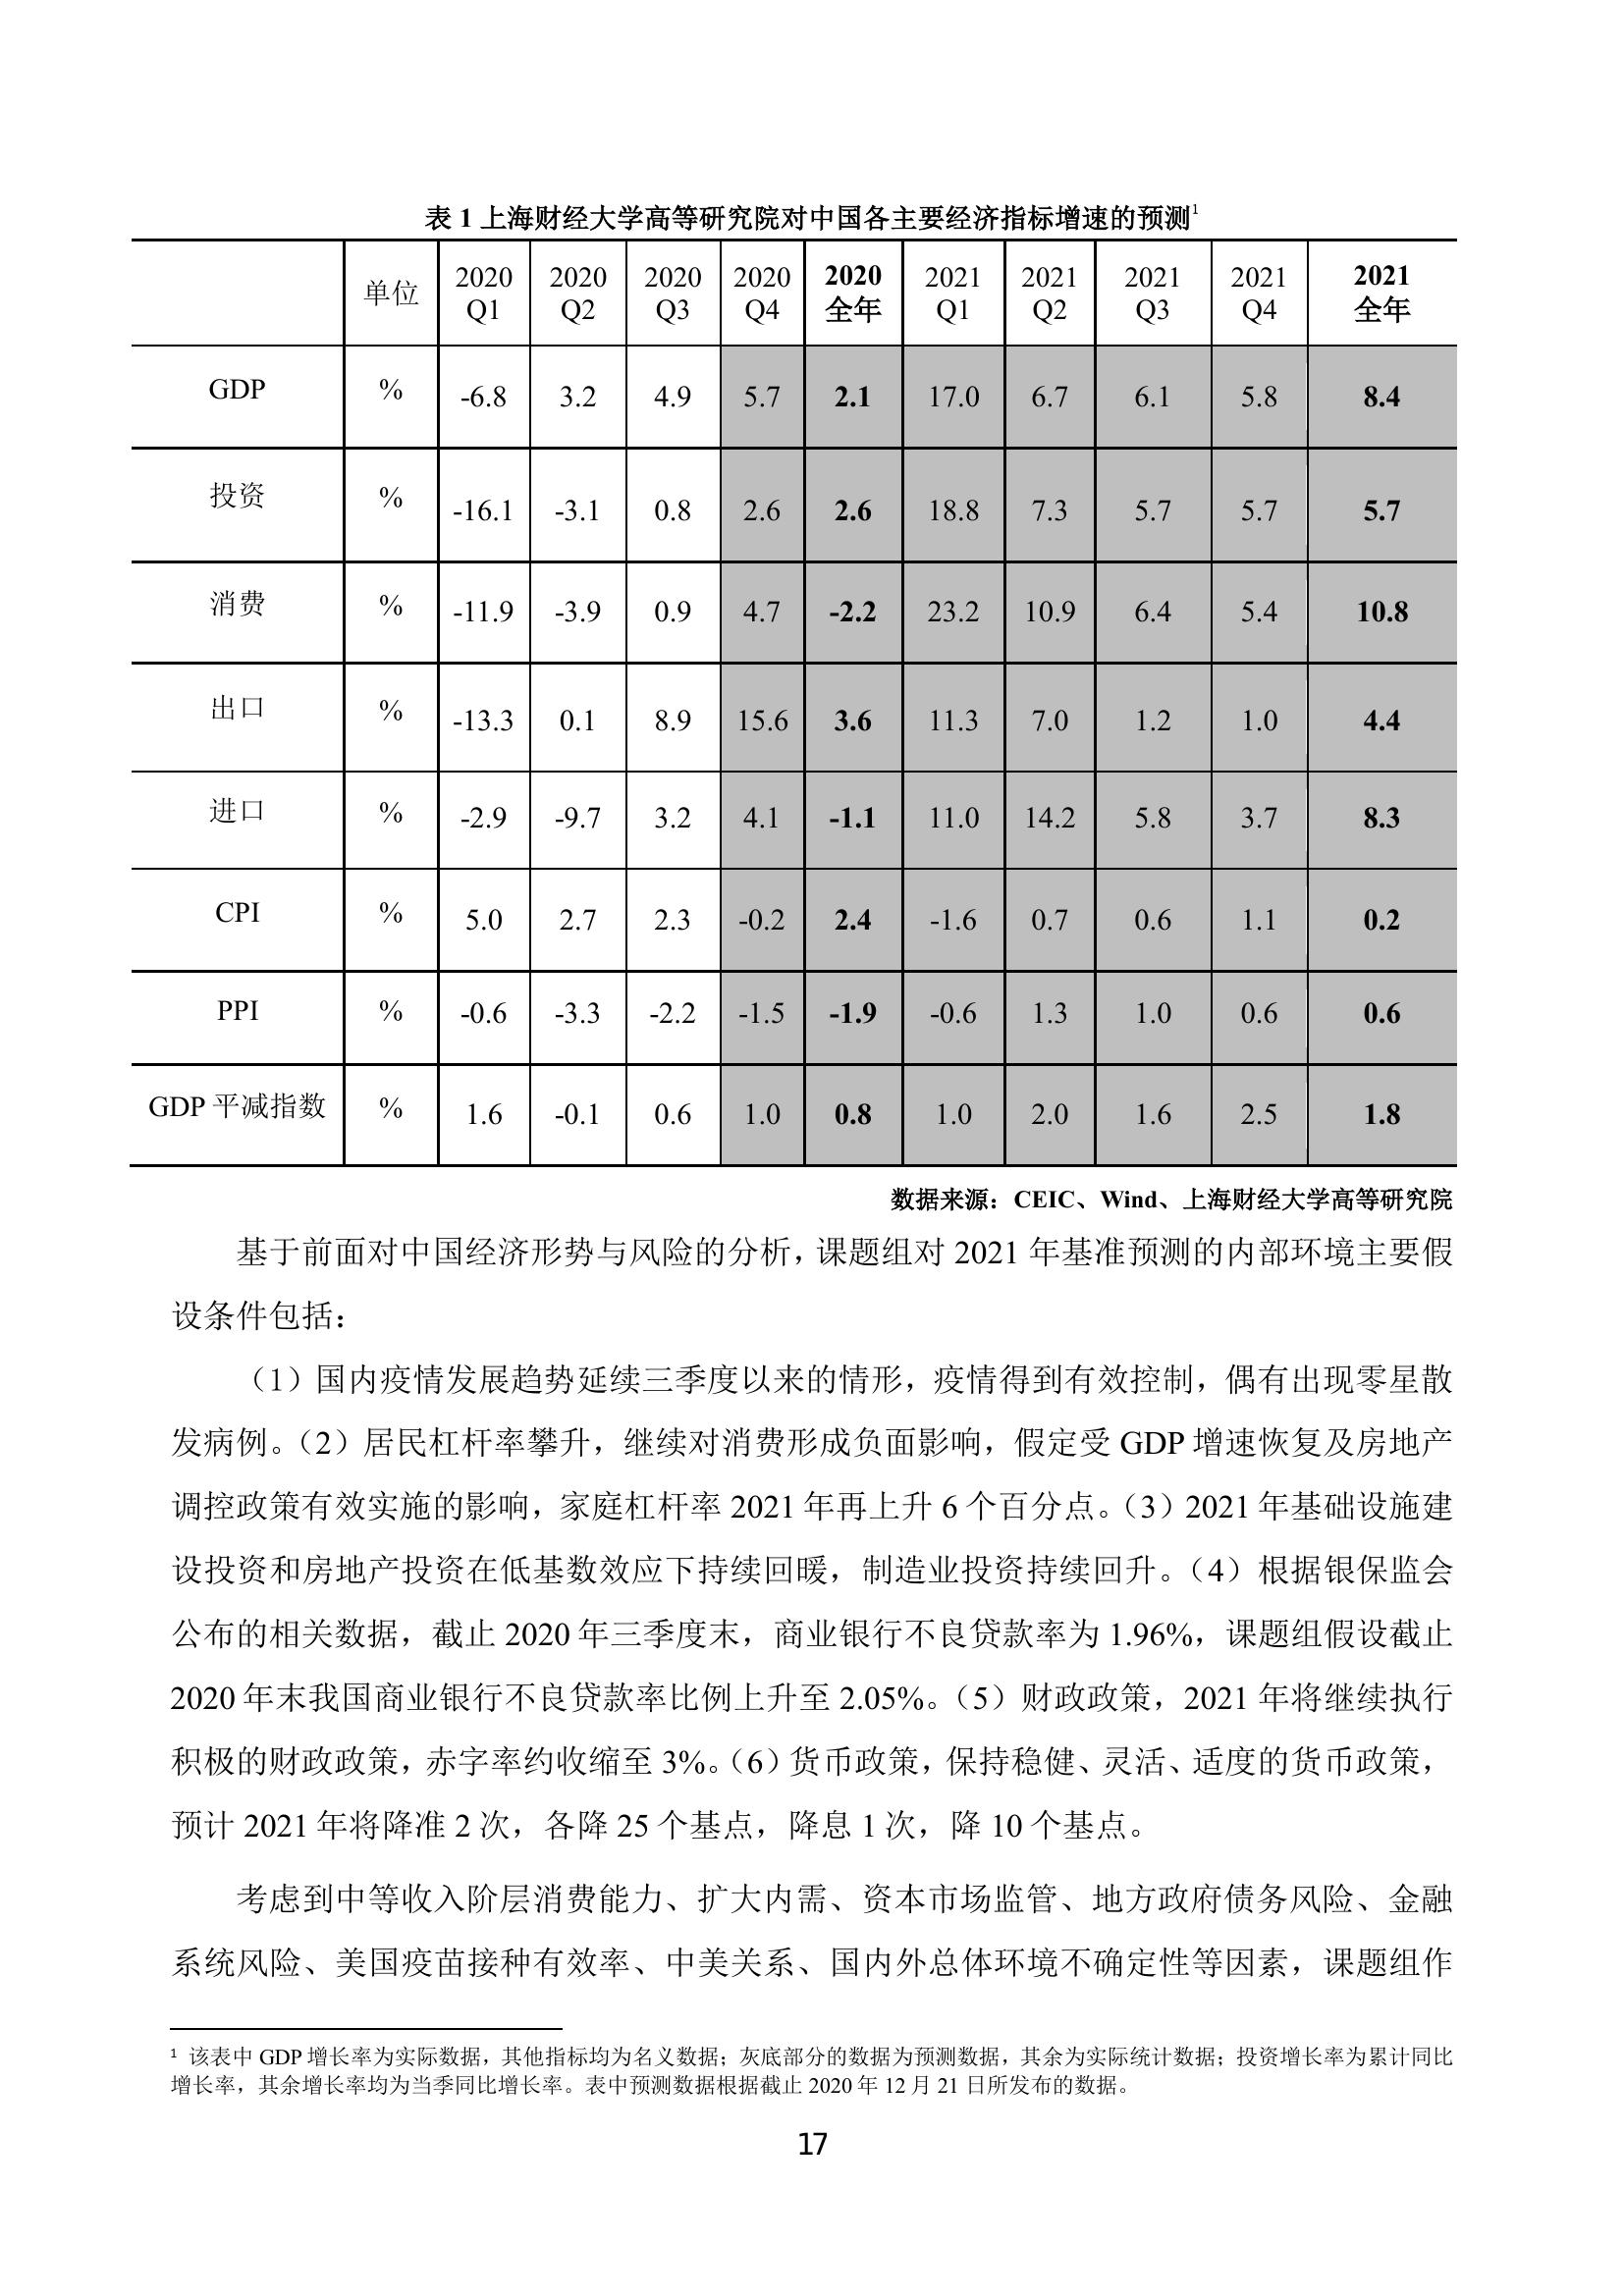 表 1 上海财经大学高等研究院对中国各主要经济指标增速的预测1
单位 2020 Q1 2020 Q2 2020 Q3 2020 Q4 2020 全年 2021 Q1 2021 Q2 2021 Q3 2021 Q4 2021 全年
GDP % -6.8 3.2 4.9 5.7 2.1 17.0 6.7 6.1 5.8 8.4
投资 % -16.1 -3.1 0.8 2.6 2.6 18.8 7.3 5.7 5.7 5.7
消费 % -11.9 -3.9 0.9 4.7 -2.2 23.2 10.9 6.4 5.4 10.8
出口 % -13.3 0.1 8.9 15.6 3.6 11.3 7.0 1.2 1.0 4.4
进口 % -2.9 -9.7 3.2 4.1 -1.1 11.0 14.2 5.8 3.7 8.3
CPI % 5.0 2.7 2.3 -0.2 2.4 -1.6 0.7 0.6 1.1 0.2
PPI % -0.6 -3.3 -2.2 -1.5 -1.9 -0.6 1.3 1.0 0.6 0.6
GDP 平减指数 % 1.6 -0.1 0.6 1.0 0.8 1.0 2.0 1.6 2.5 1.8
数据来源：CEIC、Wind、上海财经大学高等研究院
基于前面对中国经济形势与风险的分析，课题组对 2021 年基准预测的内部环境主要假
设条件包括：
（1）国内疫情发展趋势延续三季度以来的情形，疫情得到有效控制，偶有出现零星散
发病例。（2）居民杠杆率攀升，继续对消费形成负面影响，假定受 GDP 增速恢复及房地产
调控政策有效实施的影响，家庭杠杆率 2021 年再上升 6 个百分点。（3）2021 年基础设施建
设投资和房地产投资在低基数效应下持续回暖，制造业投资持续回升。（4）根据银保监会
公布的相关数据，截止 2020 年三季度末，商业银行不良贷款率为 1.96%，课题组假设截止
2020 年末我国商业银行不良贷款率比例上升至 2.05%。（5）财政政策，2021 年将继续执行
积极的财政政策，赤字率约收缩至 3%。（6）货币政策，保持稳健、灵活、适度的货币政策，
预计 2021 年将降准 2 次，各降 25 个基点，降息 1 次，降 10 个基点。
考虑到中等收入阶层消费能力、扩大内需、资本市场监管、地方政府债务风险、金融
系统风险、美国疫苗接种有效率、中美关系、国内外总体环境不确定性等因素，课题组作
1 该表中 GDP 增长率为实际数据，其他指标均为名义数据；灰底部分的数据为预测数据，其余为实际统计数据；投资增长率为累计同比
增长率，其余增长率均为当季同比增长率。表中预测数据根据截止 2020 年 12 月 21 日所发布的数据。
17